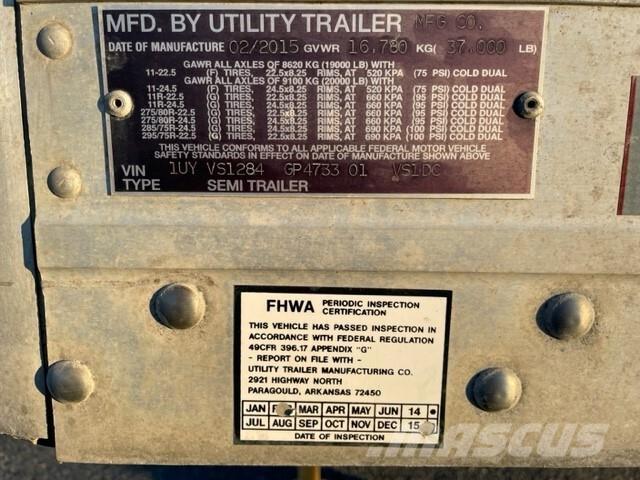 MFD. BY UTILITY TRAILER MFG CO.
DATE OF MANUFACTURE 02/2015 GVWR 16,780 KG( 37,000 LB)
GAWR ALL AXLES OF 8620 KG (19000 LB) AT EACH AXLE
11-22.5 (F) TIRES, 22.5x8.25 RIMS, AT 520 KPA (75 PSI) COLD DUAL
GAWR ALL AXLES OF 9100 KG (20000 LB)
11-24.5 (F) TIRES, 24.5x8.25 RIMS, AT 520 KPA (75 PSI) COLD DUAL
11R-22.5 (G) TIRES, 22.5x8.25 RIMS, AT 660 KPA (95 PSI) COLD DUAL
11R-24.5 (G) TIRES, 24.5x8.25 RIMS, AT 660 KPA (95 PSI) COLD DUAL
275/80R-22.5 (G) TIRES, 22.5x8.25 RIMS, AT 660 KPA (95 PSI) COLD DUAL
275/80R-24.5 (G) TIRES, 24.5x8.25 RIMS, AT 660 KPA (95 PSI) COLD DUAL
285/75R-24.5 (G) TIRES, 24.5x8.25 RIMS, AT 690 KPA (100 PSI) COLD DUAL
295/75R-22.5 (G) TIRES, 22.5x8.25 RIMS, AT 690 KPA (100 PSI) COLD DUAL
THIS VEHICLE CONFORMS TO ALL APPLICABLE FEDERAL MOTOR VEHICLE
SAFETY STANDARDS IN EFFECT ON DATE OF MANUFACTURE SHOWN ABOVE.
VIN 1UY VS1284 GP4733 01 VS1DC
TYPE SEMI TRAILER
FHWA PERIODIC INSPECTION
CERTIFICATION
THIS VEHICLE HAS PASSED INSPECTION IN
ACCORDANCE WITH FEDERAL REGULATION
49CFR 396.17 APPENDIX "G"
- REPORT ON FILE WITH -
UTILITY TRAILER MANUFACTURING CO.
2921 HIGHWAY NORTH
PARAGOULD, ARKANSAS 72450
JAN MAR APR MAY JUN 14
JUL AUG SEP OCT NOV DEC 15
DATE OF INSPECTION
MASCUS